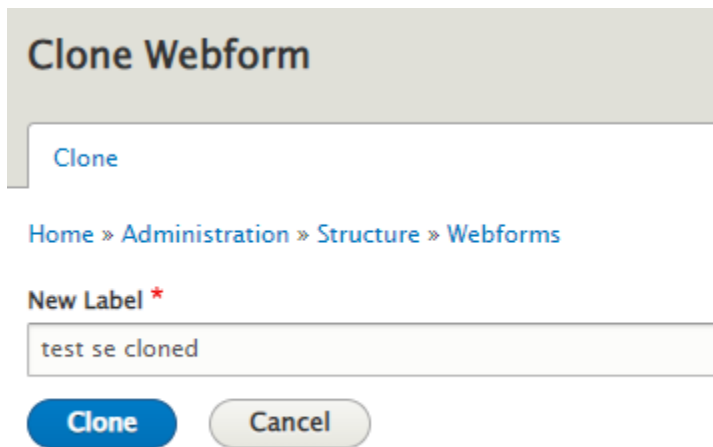 Clone Webform
Clone
Home » Administration » Structure » Webforms
New Label *
test se cloned
Clone Cancel